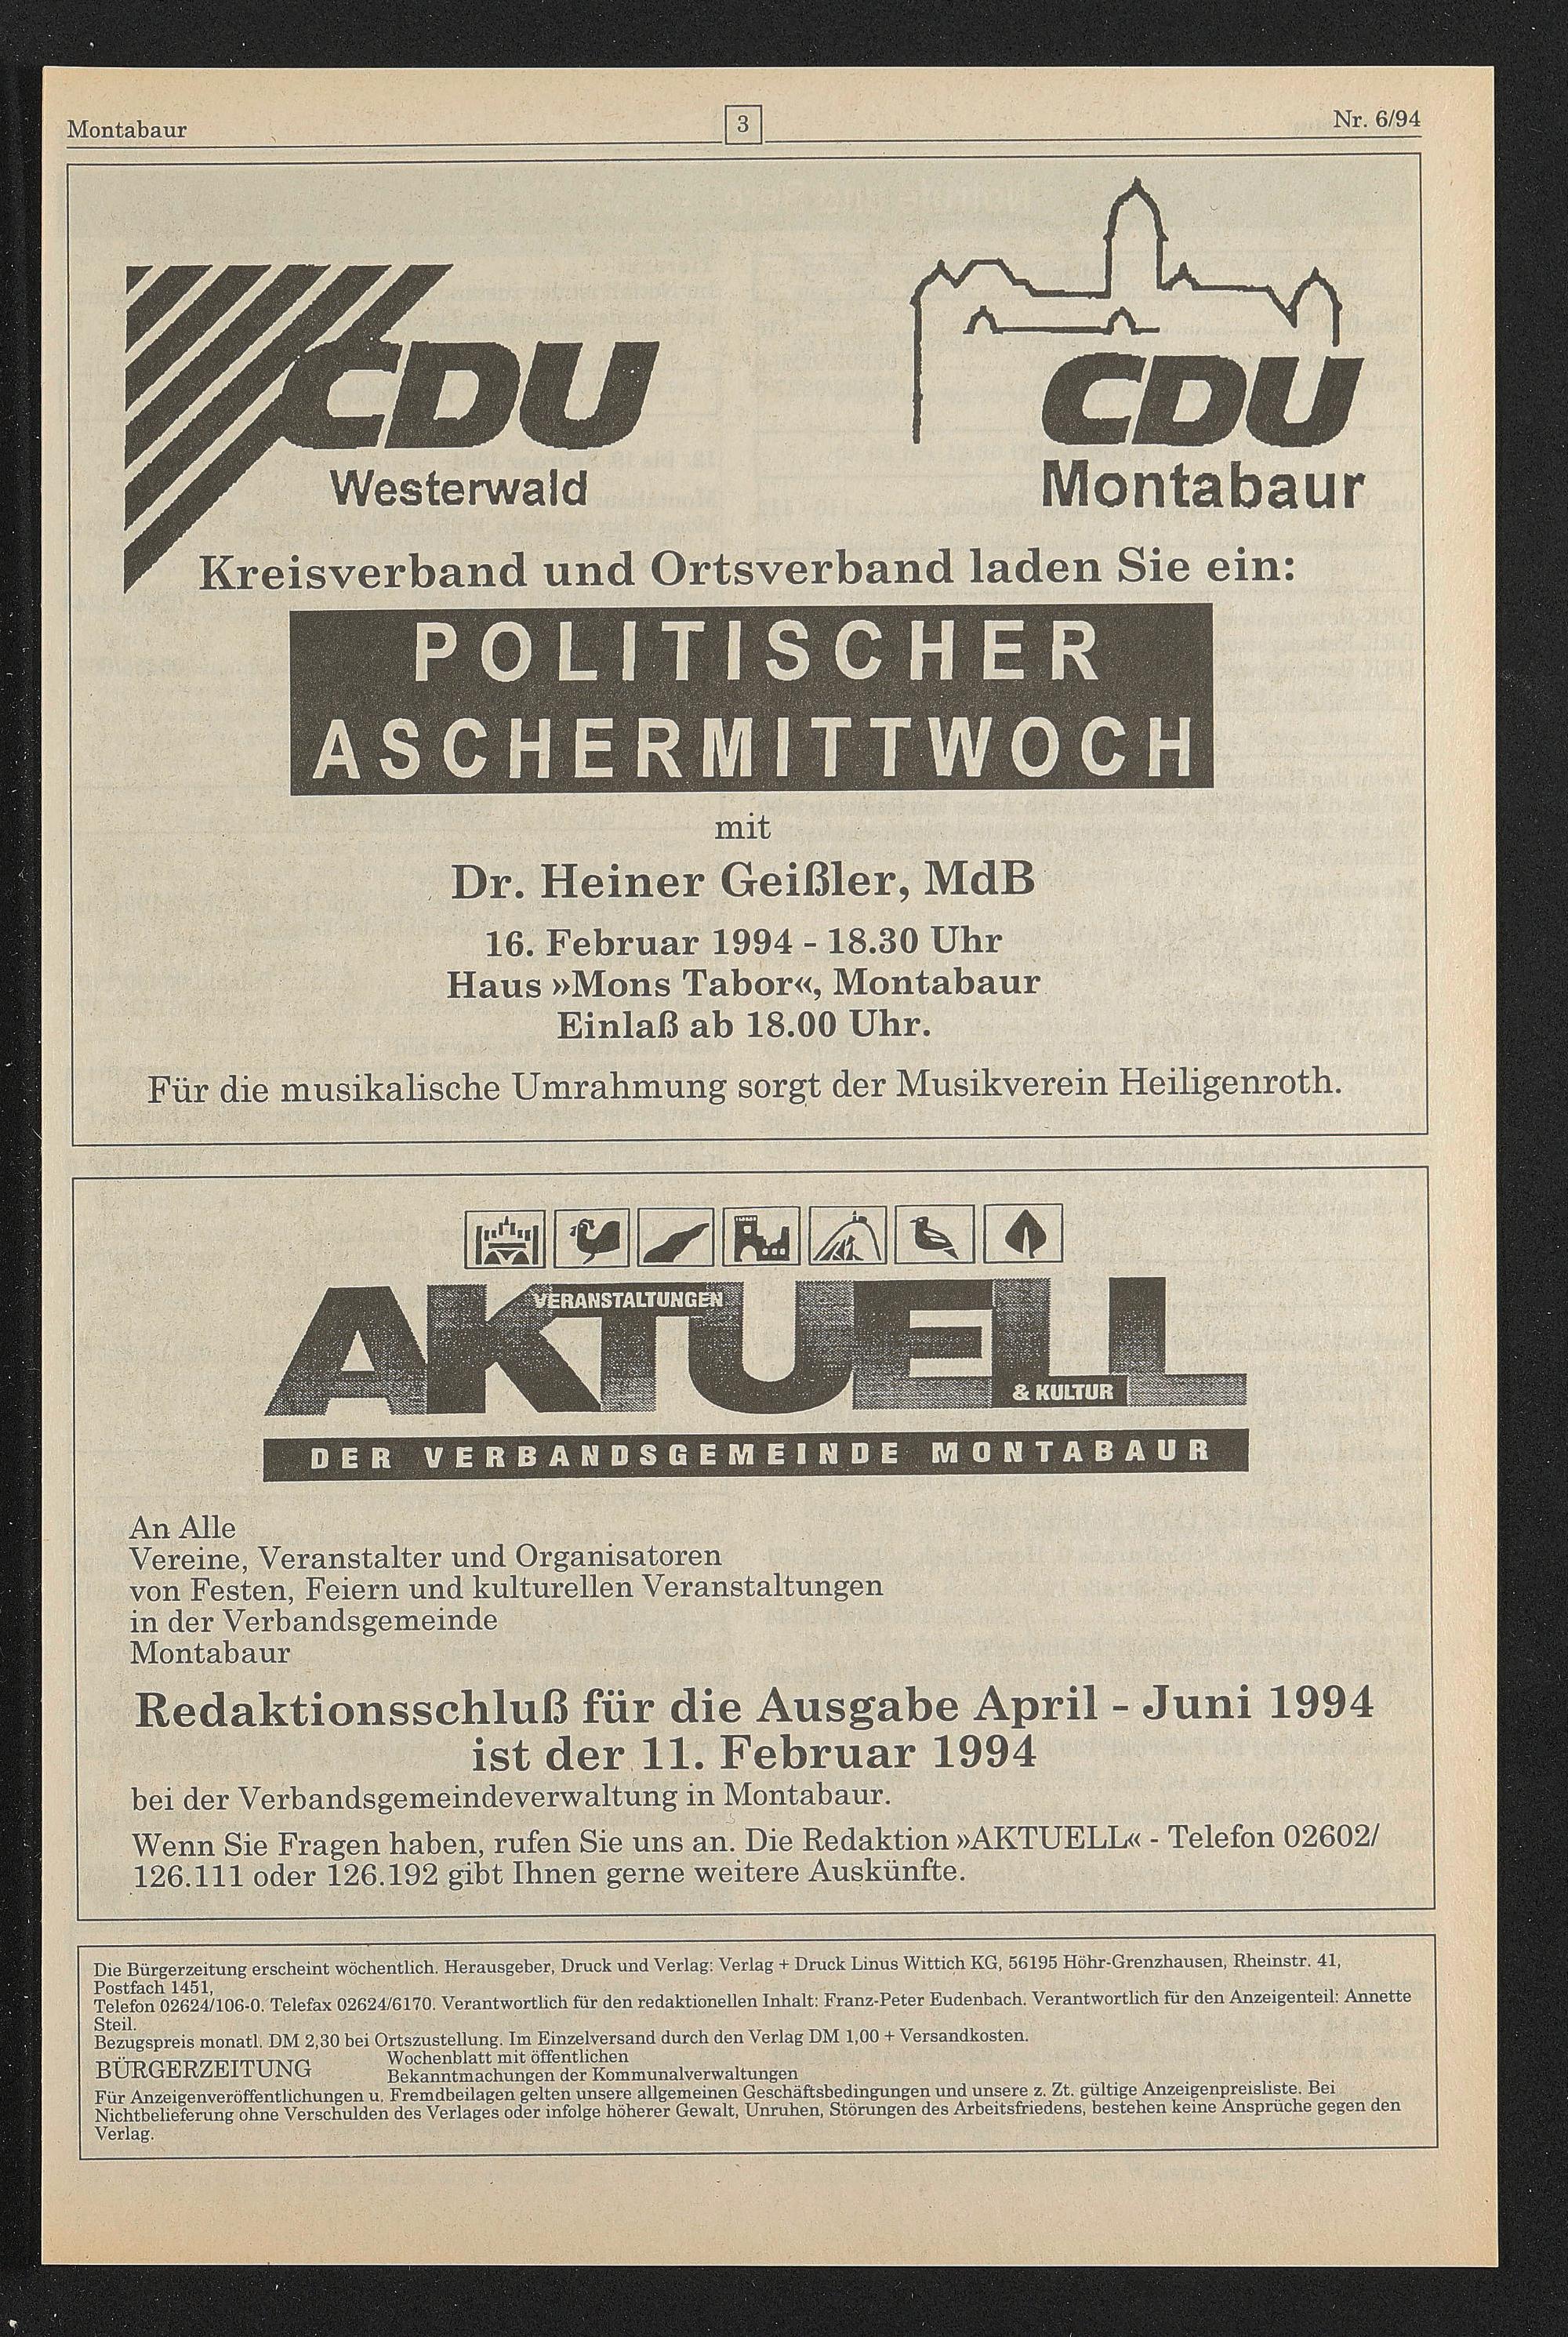 Montabaur
3
Nr. 6/94
CDU
Westerwald
CDU
Montabaur
Kreisverband und Ortsverband laden Sie ein:
POLITISCHER
ASCHERMITTWOCH
mit
Dr. Heiner Geißler, MdB
16. Februar 1994 - 18.30 Uhr
Haus »Mons Tabor«, Montabaur
Einlaß ab 18.00 Uhr.
Für die musikalische Umrahmung sorgt der Musikverein Heiligenroth.
VERANSTALTUNGEN
AKTUELL
& KULTUR
DER VERBANDSGEMEINDE MONTABAUR
An Alle
Vereine, Veranstalter und Organisatoren
von Festen, Feiern und kulturellen Veranstaltungen
in der Verbandsgemeinde
Montabaur
Redaktionsschluß für die Ausgabe April - Juni 1994
ist der 11. Februar 1994
bei der Verbandsgemeindeverwaltung in Montabaur.
Wenn Sie Fragen haben, rufen Sie uns an. Die Redaktion »AKTUELL« - Telefon 02602/
126.111 oder 126.192 gibt Ihnen gerne weitere Auskünfte.
Die Bürgerzeitung erscheint wöchentlich. Herausgeber, Druck und Verlag: Verlag + Druck Linus Wittich KG, 56195 Höhr-Grenzhausen, Rheinstr. 41,
Postfach 1451,
Telefon 02624/106-0. Telefax 02624/6170. Verantwortlich für den redaktionellen Inhalt: Franz-Peter Eudenbach. Verantwortlich für den Anzeigenteil: Annette
Steil.
Bezugspreis monatl. DM 2,30 bei Ortszustellung. Im Einzelversand durch den Verlag DM 1,00 + Versandkosten.
BÜRGERZEITUNG
Wochenblatt mit öffentlichen
Bekanntmachungen der Kommunalverwaltungen
Für Anzeigenveröffentlichungen u. Fremdbeilagen gelten unsere allgemeinen Geschäftsbedingungen und unsere z. Zt. gültige Anzeigenpreisliste. Bei
Nichtbelieferung ohne Verschulden des Verlages oder infolge höherer Gewalt, Unruhen, Störungen des Arbeitsfriedens, bestehen keine Ansprüche gegen den
Verlag.